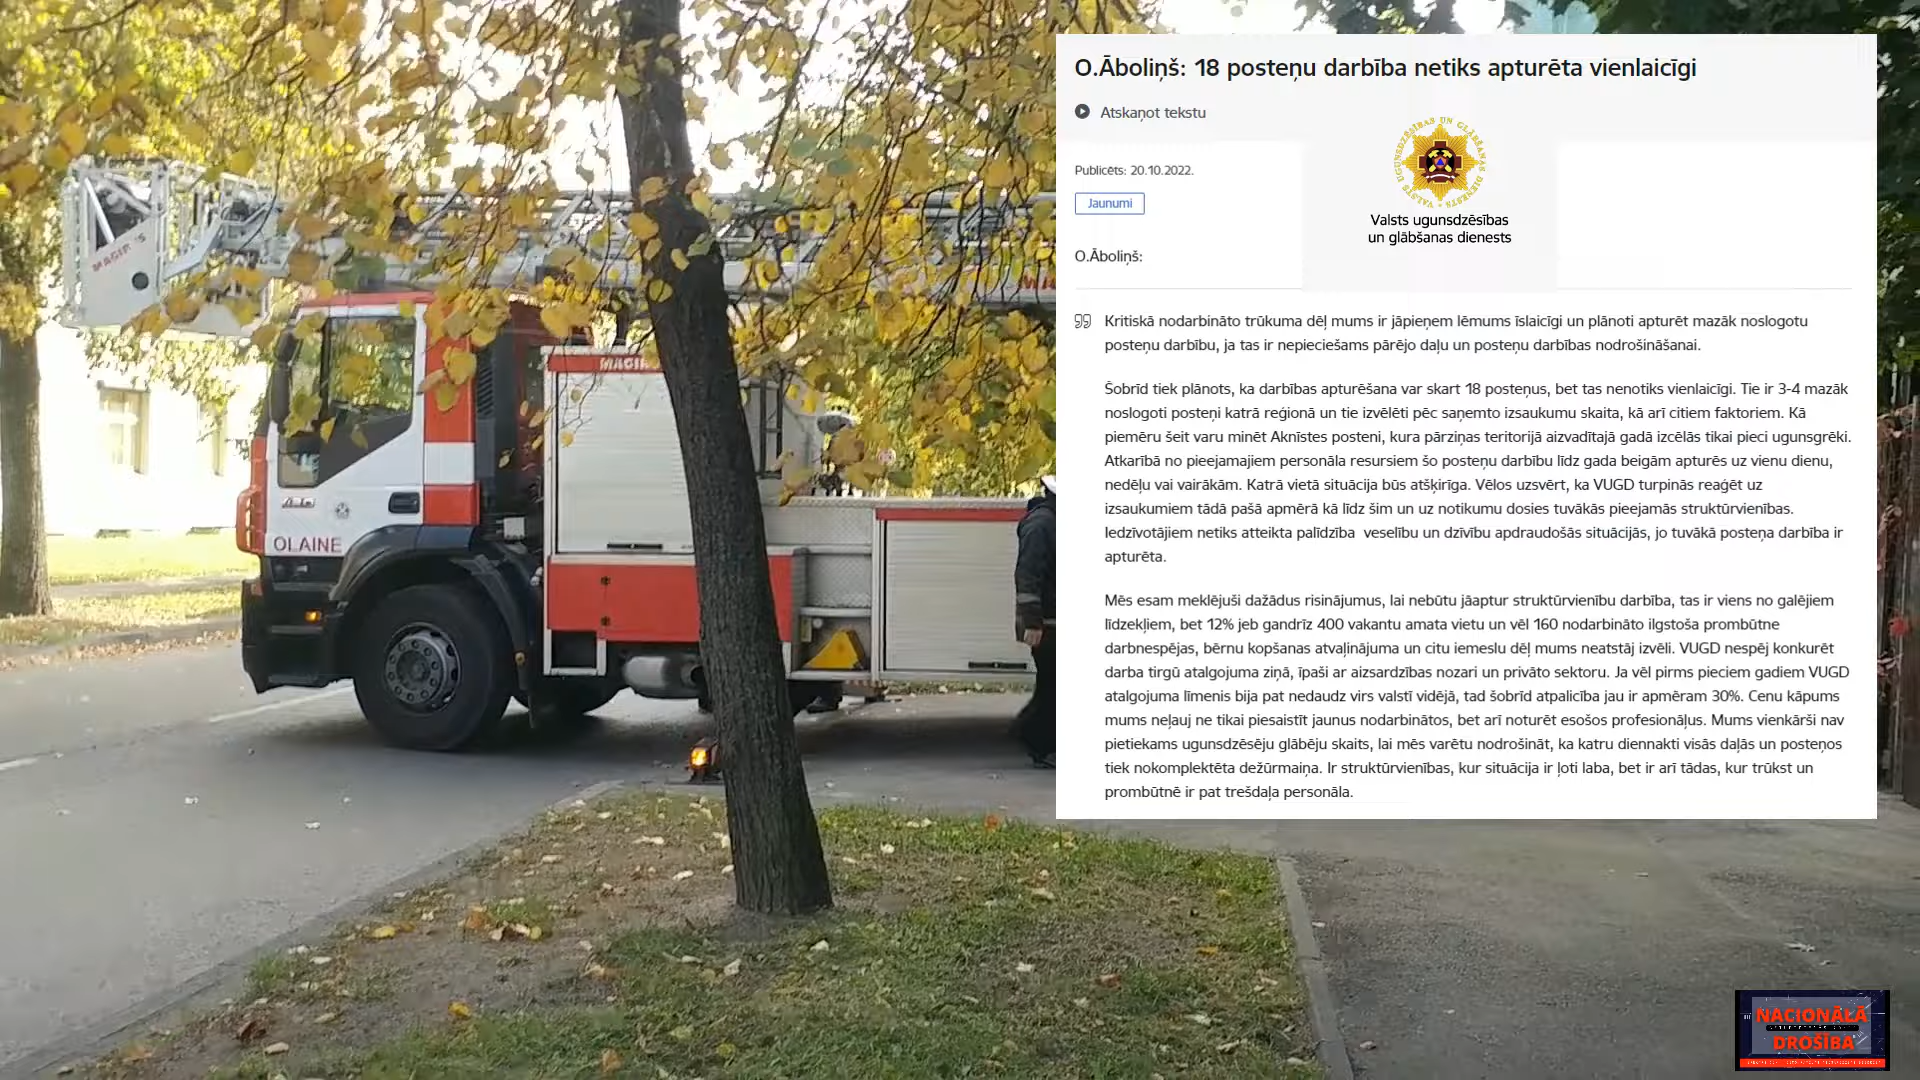 O.Āboliņš: 18 posteņu darbība netiks apturēta vienlaicīgi
Atskaņot tekstu
VALSTS UGUNSDZĒSĪBAS UN GLĀBŠANAS DIENESTS
Publicēts: 20.10.2022.
Jaunumi
Valsts ugunsdzēsības
un glābšanas dienests
O.Āboliņš:
Kritiskā nodarbināto trūkuma dēļ mums ir jāpieņem lēmums īslaicīgi un plānoti apturēt mazāk noslogotu
posteņu darbību, ja tas ir nepieciešams pārējo daļu un posteņu darbības nodrošināšanai.
Šobrīd tiek plānots, ka darbības apturēšana var skart 18 posteņus, bet tas nenotiks vienlaicīgi. Tie ir 3-4 mazāk
noslogoti posteņi katrā reģionā un tie izvēlēti pēc saņemto izsaukumu skaita, kā arī citiem faktoriem. Kā
piemēru šeit varu minēt Aknīstes posteni, kura pārziņas teritorijā aizvadītajā gadā izcēlās tikai pieci ugunsgrēki.
Atkarībā no pieejamajiem personāla resursiem šo posteņu darbību līdz gada beigām apturēs uz vienu dienu,
nedēļu vai vairākām. Katrā vietā situācija būs atšķirīga. Vēlos uzsvērt, ka VUGD turpinās reaģēt uz
izsaukumiem tādā pašā apmērā kā līdz šim un uz notikumu dosies tuvākās pieejamās struktūrvienības.
Iedzīvotājiem netiks atteikta palīdzība veselību un dzīvību apdraudošās situācijās, jo tuvākā posteņa darbība ir
apturēta.
Mēs esam meklējuši dažādus risinājumus, lai nebūtu jāaptur struktūrvienību darbība, tas ir viens no galējiem
līdzekļiem, bet 12% jeb gandrīz 400 vakantu amata vietu un vēl 160 nodarbināto ilgstoša prombūtne
darbnespējas, bērnu kopšanas atvaļinājuma un citu iemeslu dēļ mums neatstāj izvēli. VUGD nespēj konkurēt
darba tirgū atalgojuma ziņā, īpaši ar aizsardzības nozari un privāto sektoru. Ja vēl pirms pieciem gadiem VUGD
atalgojuma līmenis bija pat nedaudz virs valstī vidējā, tad šobrīd atpalicība jau ir apmēram 30%. Cenu kāpums
mums neļauj ne tikai piesaistīt jaunus nodarbinātos, bet arī noturēt esošos profesionāļus. Mums vienkārši nav
pietiekams ugunsdzēsēju glābēju skaits, lai mēs varētu nodrošināt, ka katru diennakti visās daļās un posteņos
tiek nokomplektēta dežūrmaiņa. Ir struktūrvienības, kur situācija ir ļoti laba, bet ir arī tādas, kur trūkst un
prombūtnē ir pat trešdaļa personāla.
OLAINE
NACIONĀLĀ
DROŠĪBA